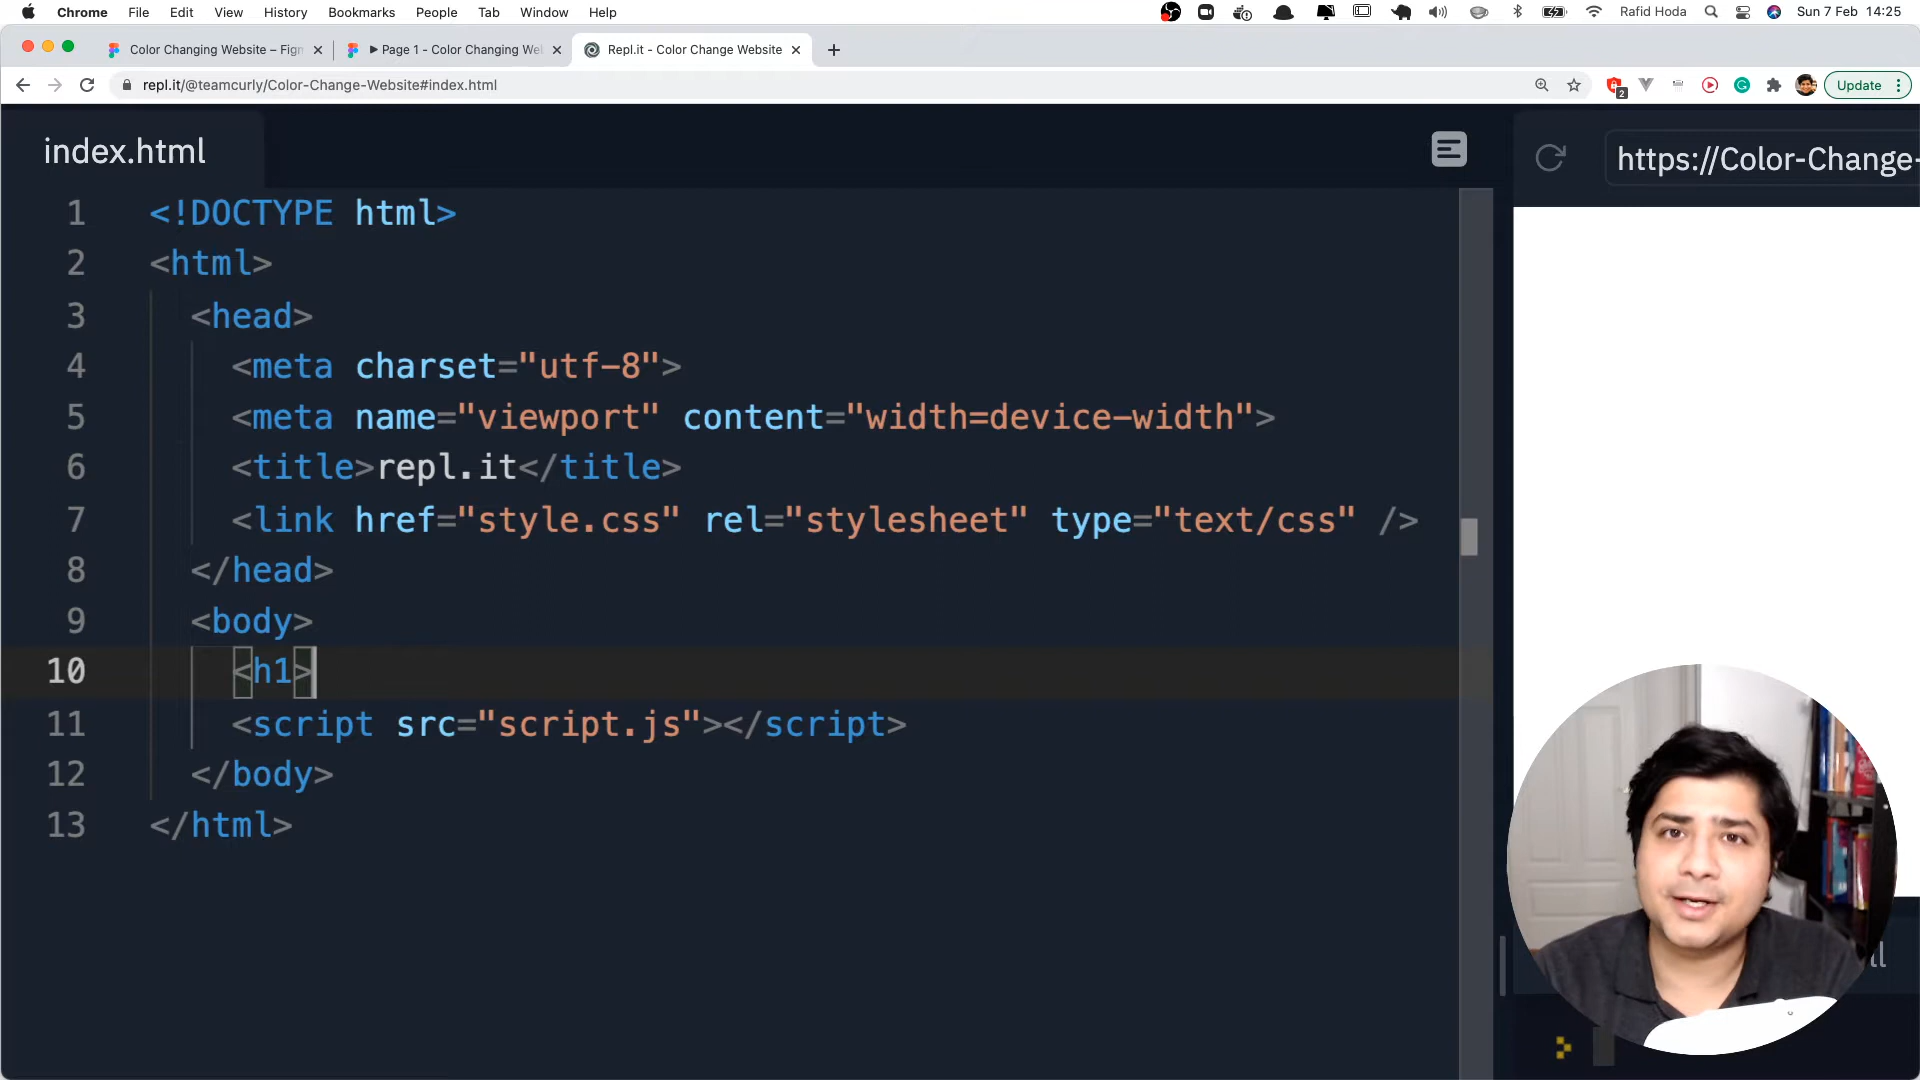 Chrome File Edit View History Bookmarks People Tab Window Help Rafid Hoda Sun 7 Feb 14:25
Color Changing Website – Figm Page 1 - Color Changing We Repl.it - Color Change Website
repl.it/@teamcurly/Color-Change-Website#index.html 2 Update
index.html
https://Color-Change-
1 <!DOCTYPE html>
2 <html>
3 <head>
4 <meta charset="utf-8">
5 <meta name="viewport" content="width=device-width">
6 <title>repl.it</title>
7 <link href="style.css" rel="stylesheet" type="text/css" />
8 </head>
9 <body>
10 <h1>
11 <script src="script.js"></script>
12 </body>
13 </html>